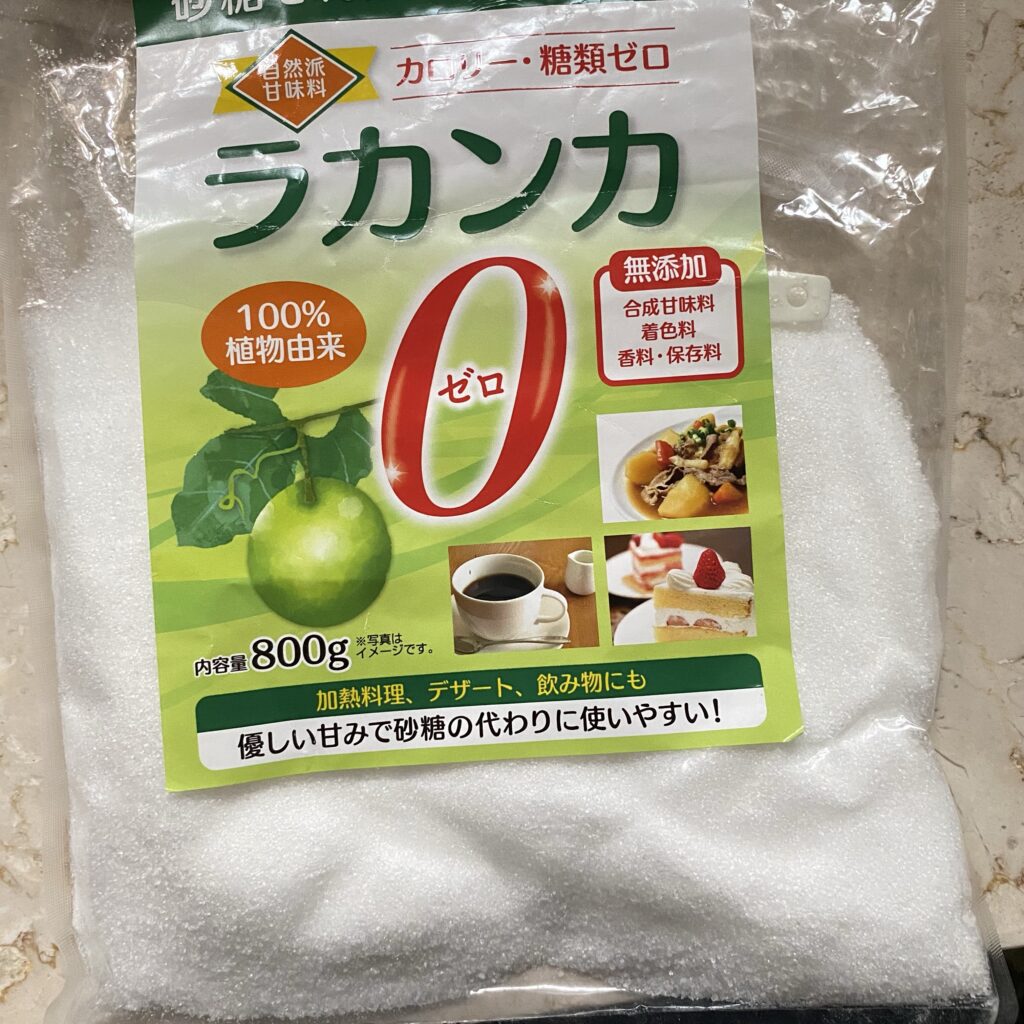 砂糖
自然派
甘味料
カロリー・糖類ゼロ
ラカンカ
0
ゼロ
100%
植物由来
無添加
合成甘味料
着色料
香料・保存料
内容量800g
※写真は
イメージです。
加熱料理、デザート、飲み物にも
優しい甘みで砂糖の代わりに使いやすい!